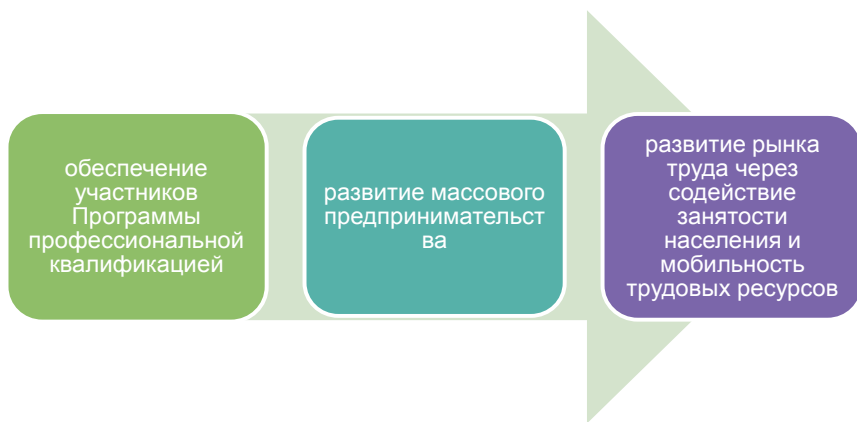 обеспечение
участников
Программы
профессиональной
квалификацией
развитие массового
предпринимательст
ва
развитие рынка
труда через
содействие
занятости
населения и
мобильность
трудовых ресурсов